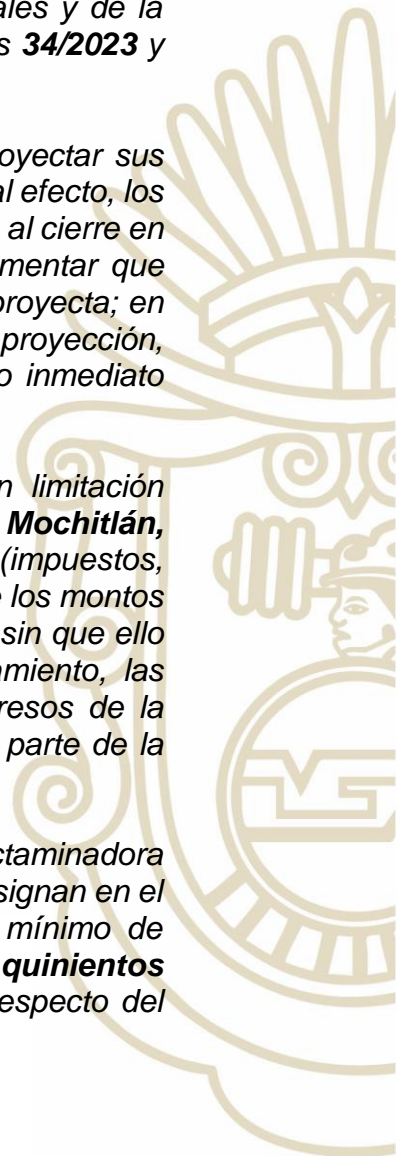 ales y de la
s 34/2023 y
oyectar sus
al efecto, los
al cierre en
mentar que
proyecta; en
proyección,
o inmediato
n limitación
Mochitlán,
(impuestos,
e los montos
sin que ello
amiento, las
resos de la
parte de la
ctaminadora
signan en el
mínimo de
quinientos
especto del